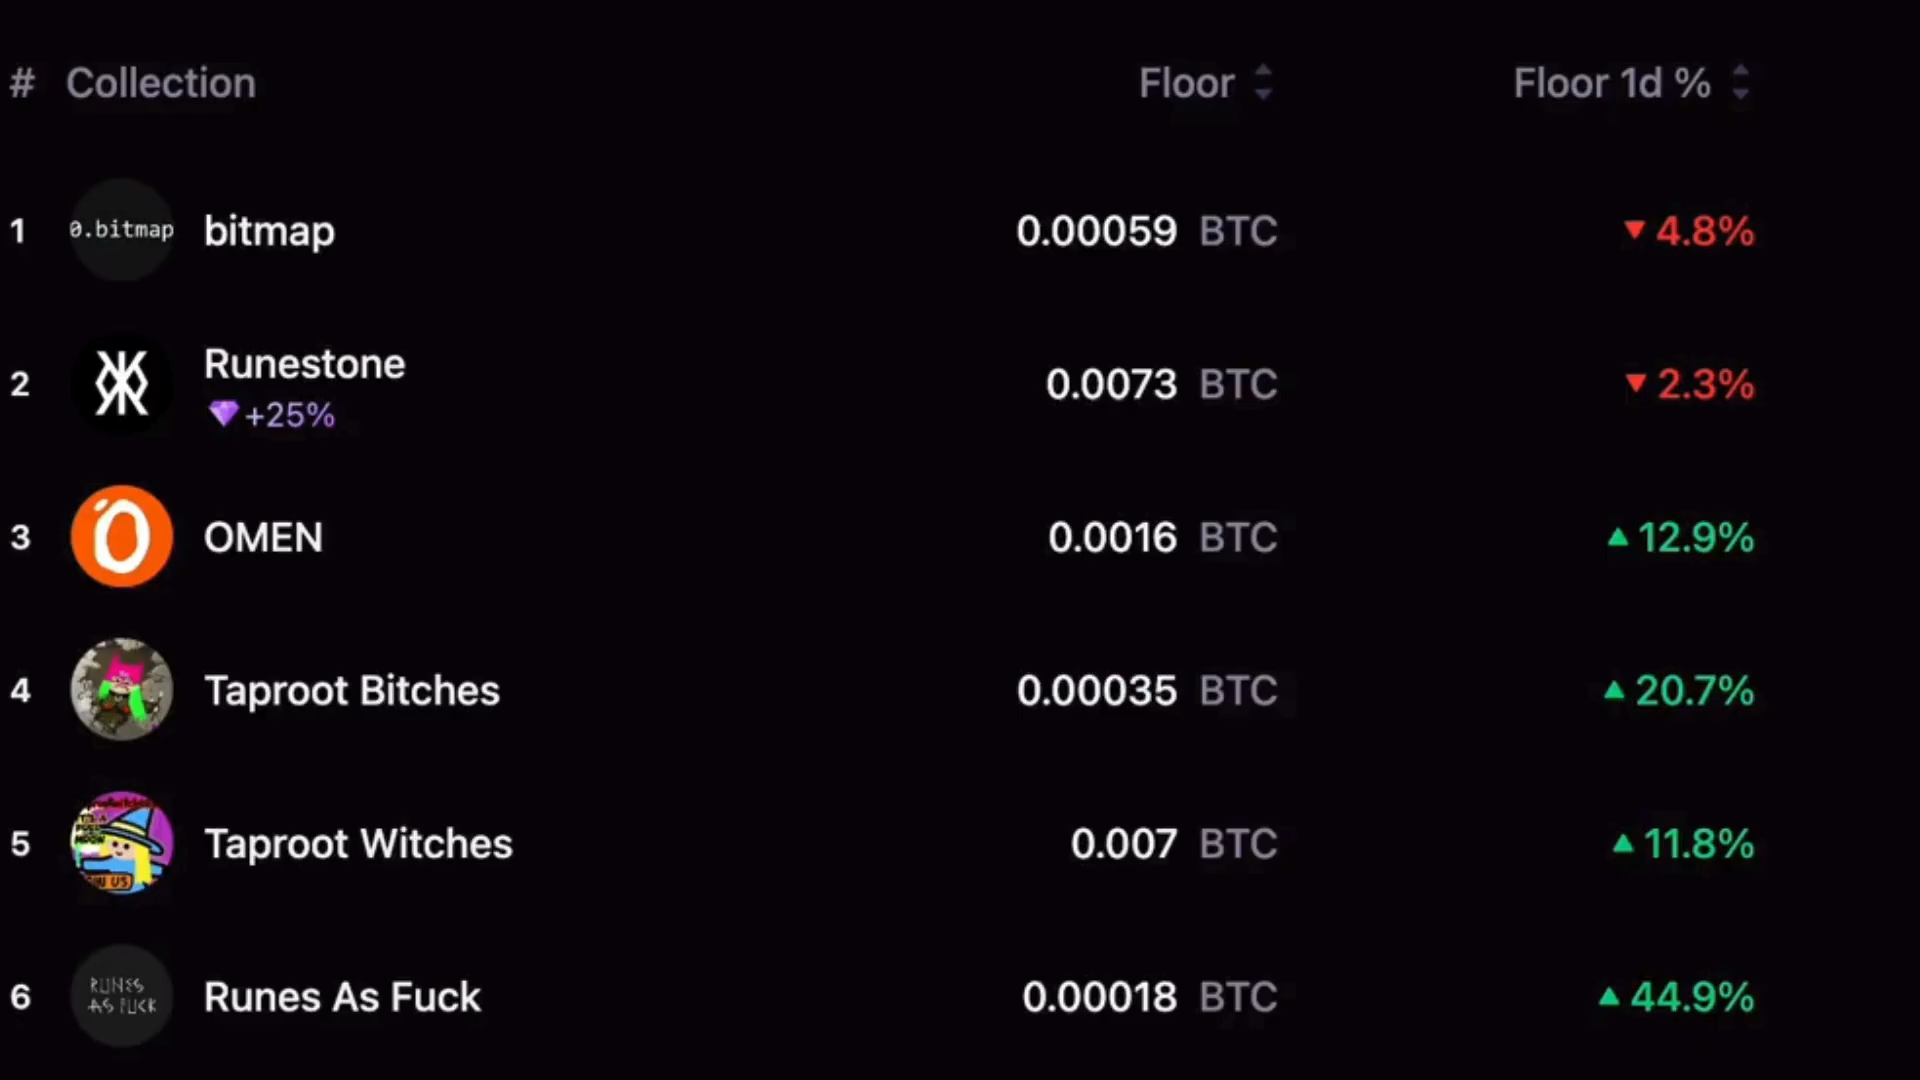 # Collection Floor Floor 1d %
1 0.bitmap bitmap 0.00059 BTC ▼ 4.8%
2 Runestone 0.0073 BTC ▼ 2.3%
+25%
3 OMEN 0.0016 BTC ▲ 12.9%
4 Taproot Bitches 0.00035 BTC ▲ 20.7%
5 Taproot Witches 0.007 BTC ▲ 11.8%
6 RUNES AS FUCK Runes As Fuck 0.00018 BTC ▲ 44.9%